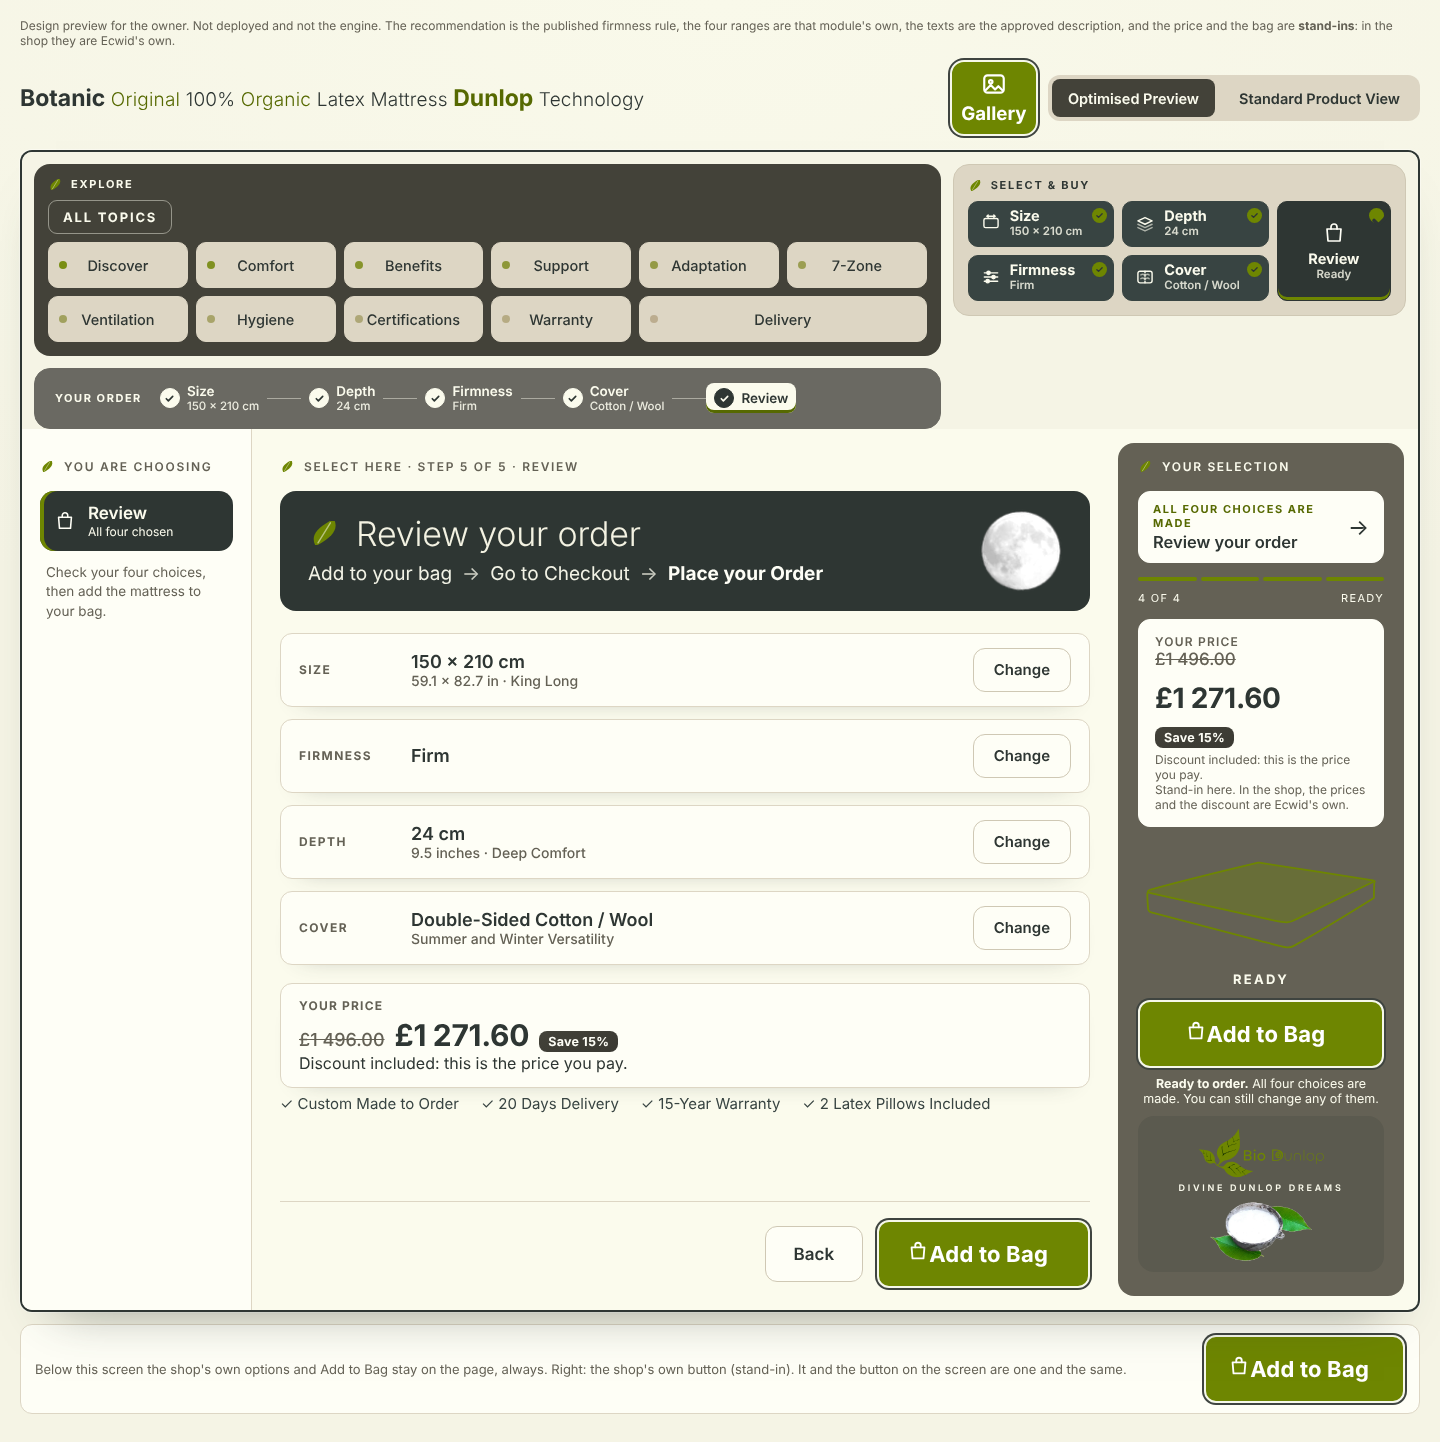 Design preview for the owner. Not deployed and not the engine. The recommendation is the published firmness rule, the four ranges are that module's own, the texts are the approved description, and the price and the bag are stand-ins: in the
shop they are Ecwid's own.
Botanic Original 100% Organic Latex Mattress Dunlop Technology
Gallery
Optimised Preview
Standard Product View
EXPLORE
ALL TOPICS
Discover
Comfort
Benefits
Support
Adaptation
7-Zone
Ventilation
Hygiene
Certifications
Warranty
Delivery
SELECT & BUY
Size
150 × 210 cm
Depth
24 cm
Firmness
Firm
Cover
Cotton / Wool
Review
Ready
YOUR ORDER
Size
150 × 210 cm
Depth
24 cm
Firmness
Firm
Cover
Cotton / Wool
Review
YOU ARE CHOOSING
Review
All four chosen
Check your four choices,
then add the mattress to
your bag.
SELECT HERE · STEP 5 OF 5 · REVIEW
Review your order
Add to your bag → Go to Checkout → Place your Order
SIZE
150 × 210 cm
59.1 × 82.7 in · King Long
Change
FIRMNESS
Firm
Change
DEPTH
24 cm
9.5 inches · Deep Comfort
Change
COVER
Double-Sided Cotton / Wool
Summer and Winter Versatility
Change
YOUR PRICE
£1 496.00 £1 271.60 Save 15%
Discount included: this is the price you pay.
✓ Custom Made to Order ✓ 20 Days Delivery ✓ 15-Year Warranty ✓ 2 Latex Pillows Included
Back
Add to Bag
YOUR SELECTION
ALL FOUR CHOICES ARE
MADE
Review your order
4 OF 4
READY
YOUR PRICE
£1 496.00
£1 271.60
Save 15%
Discount included: this is the price
you pay.
Stand-in here. In the shop, the prices
and the discount are Ecwid's own.
READY
Add to Bag
Ready to order. All four choices are
made. You can still change any of them.
Bio Dunlop
DIVINE DUNLOP DREAMS
Below this screen the shop's own options and Add to Bag stay on the page, always. Right: the shop's own button (stand-in). It and the button on the screen are one and the same.
Add to Bag